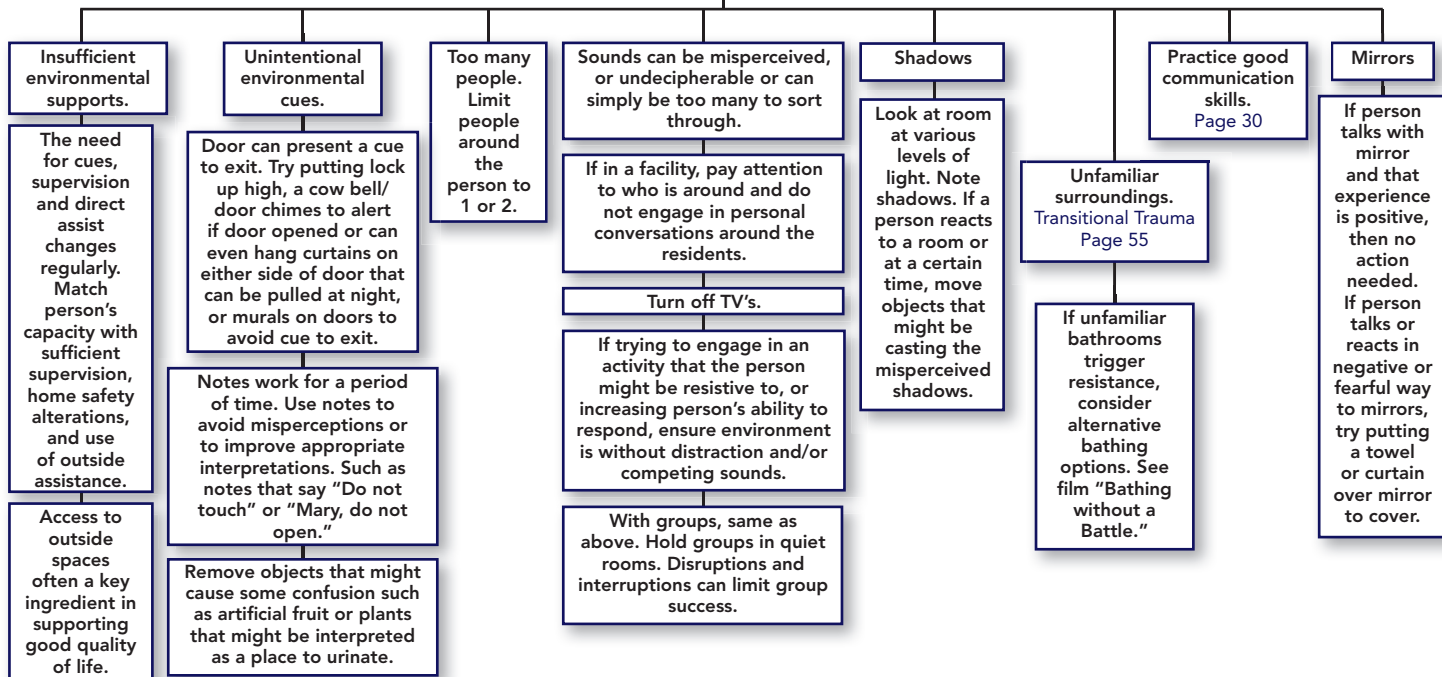 Insufficient
environmental
supports.
The need
for cues,
supervision
and direct
assist
changes
regularly.
Match
person’s
capacity with
sufficient
supervision,
home safety
alterations,
and use
of outside
assistance.
Access to
outside
spaces
often a key
ingredient in
supporting
good quality
of life.
Unintentional
environmental
cues.
Door can present a cue
to exit. Try putting lock
up high, a cow bell/
door chimes to alert
if door opened or can
even hang curtains on
either side of door that
can be pulled at night,
or murals on doors to
avoid cue to exit.
Notes work for a period
of time. Use notes to
avoid misperceptions or
to improve appropriate
interpretations. Such as
notes that say “Do not
touch” or “Mary, do not
open.”
Remove objects that might
cause some confusion such
as artificial fruit or plants
that might be interpreted
as a place to urinate.
Too many
people.
Limit
people
around
the
person to
1 or 2.
Sounds can be misperceived,
or undecipherable or can
simply be too many to sort
through.
If in a facility, pay attention
to who is around and do
not engage in personal
conversations around the
residents.
Turn off TV’s.
If trying to engage in an
activity that the person
might be resistive to, or
increasing person’s ability to
respond, ensure environment
is without distraction and/or
competing sounds.
With groups, same as
above. Hold groups in quiet
rooms. Disruptions and
interruptions can limit group
success.
Shadows
Look at room
at various
levels of
light. Note
shadows. If a
person reacts
to a room or
at a certain
time, move
objects that
might be
casting the
misperceived
shadows.
Unfamiliar
surroundings.
Transitional Trauma
Page 55
If unfamiliar
bathrooms
trigger
resistance,
consider
alternative
bathing
options. See
film “Bathing
without a
Battle.”
Practice good
communication
skills.
Page 30
Mirrors
If person
talks with
mirror
and that
experience
is positive,
then no
action
needed.
If person
talks or
reacts in
negative or
fearful way
to mirrors,
try putting
a towel
or curtain
over mirror
to cover.